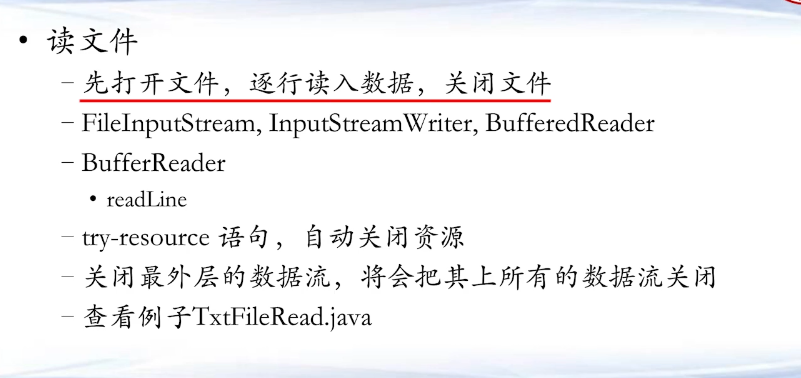 • 读文件
– 先打开文件，逐行读入数据，关闭文件
– FileInputStream, InputStreamWriter, BufferedReader
– BufferReader
• readLine
– try-resource 语句，自动关闭资源
– 关闭最外层的数据流，将会把其上所有的数据流关闭
– 查看例子TxtFileRead.java